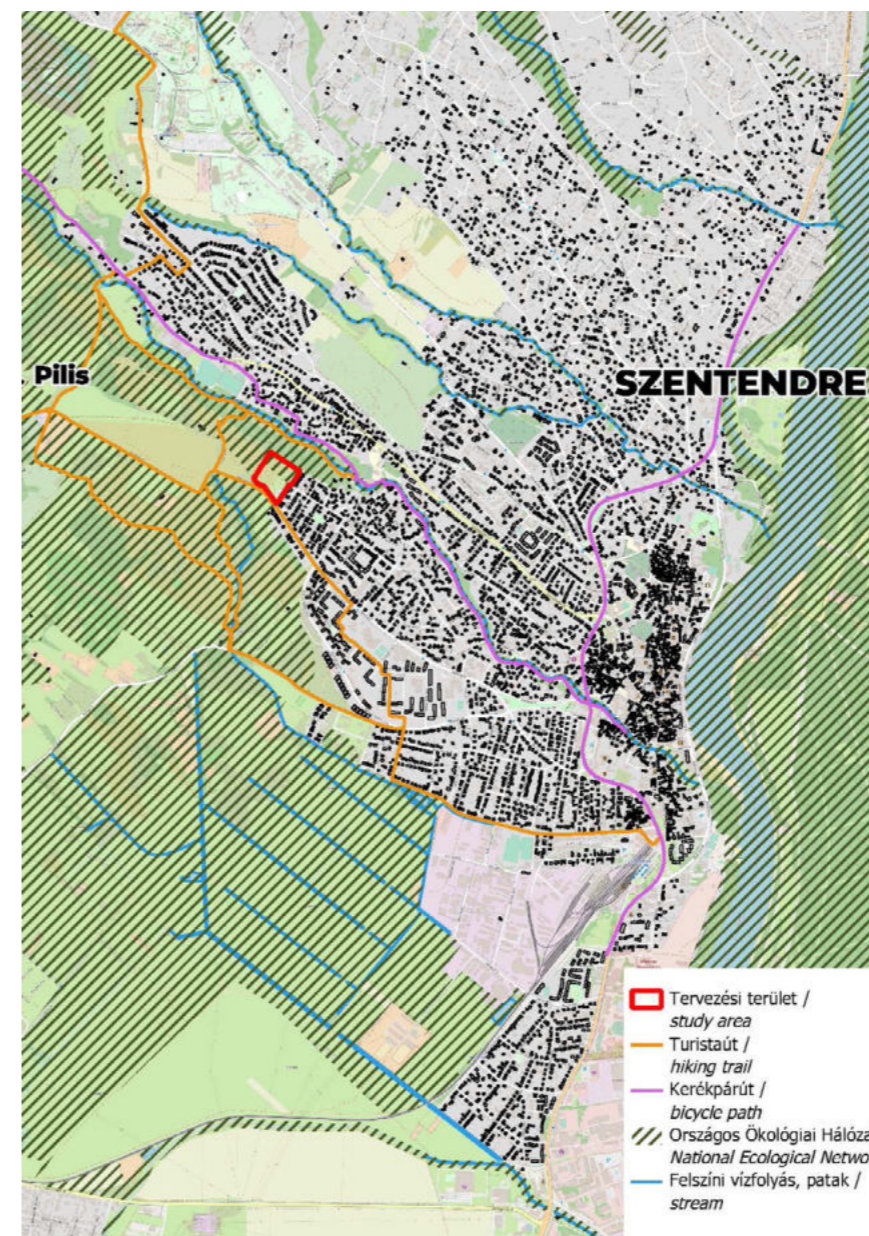 Pilis
SZENTENDRE
Tervezési terület /
study area
Turistaút /
hiking trail
Kerékpárút /
bicycle path
Országos Ökológiai Hálóza
National Ecological Netwo
Felszíni vízfolyás, patak /
stream